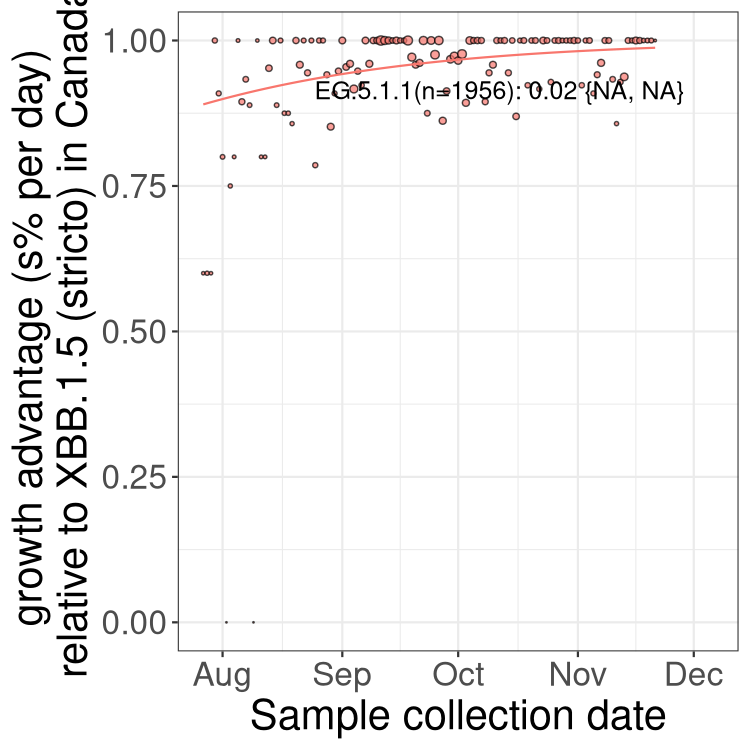 growth advantage (s% per day)
relative to XBB.1.5 (stricto) in Canada
1.00
0.75
0.50
0.25
0.00
EG.5.1.1(n=1956): 0.02 {NA, NA}
Aug Sep Oct Nov Dec
Sample collection date